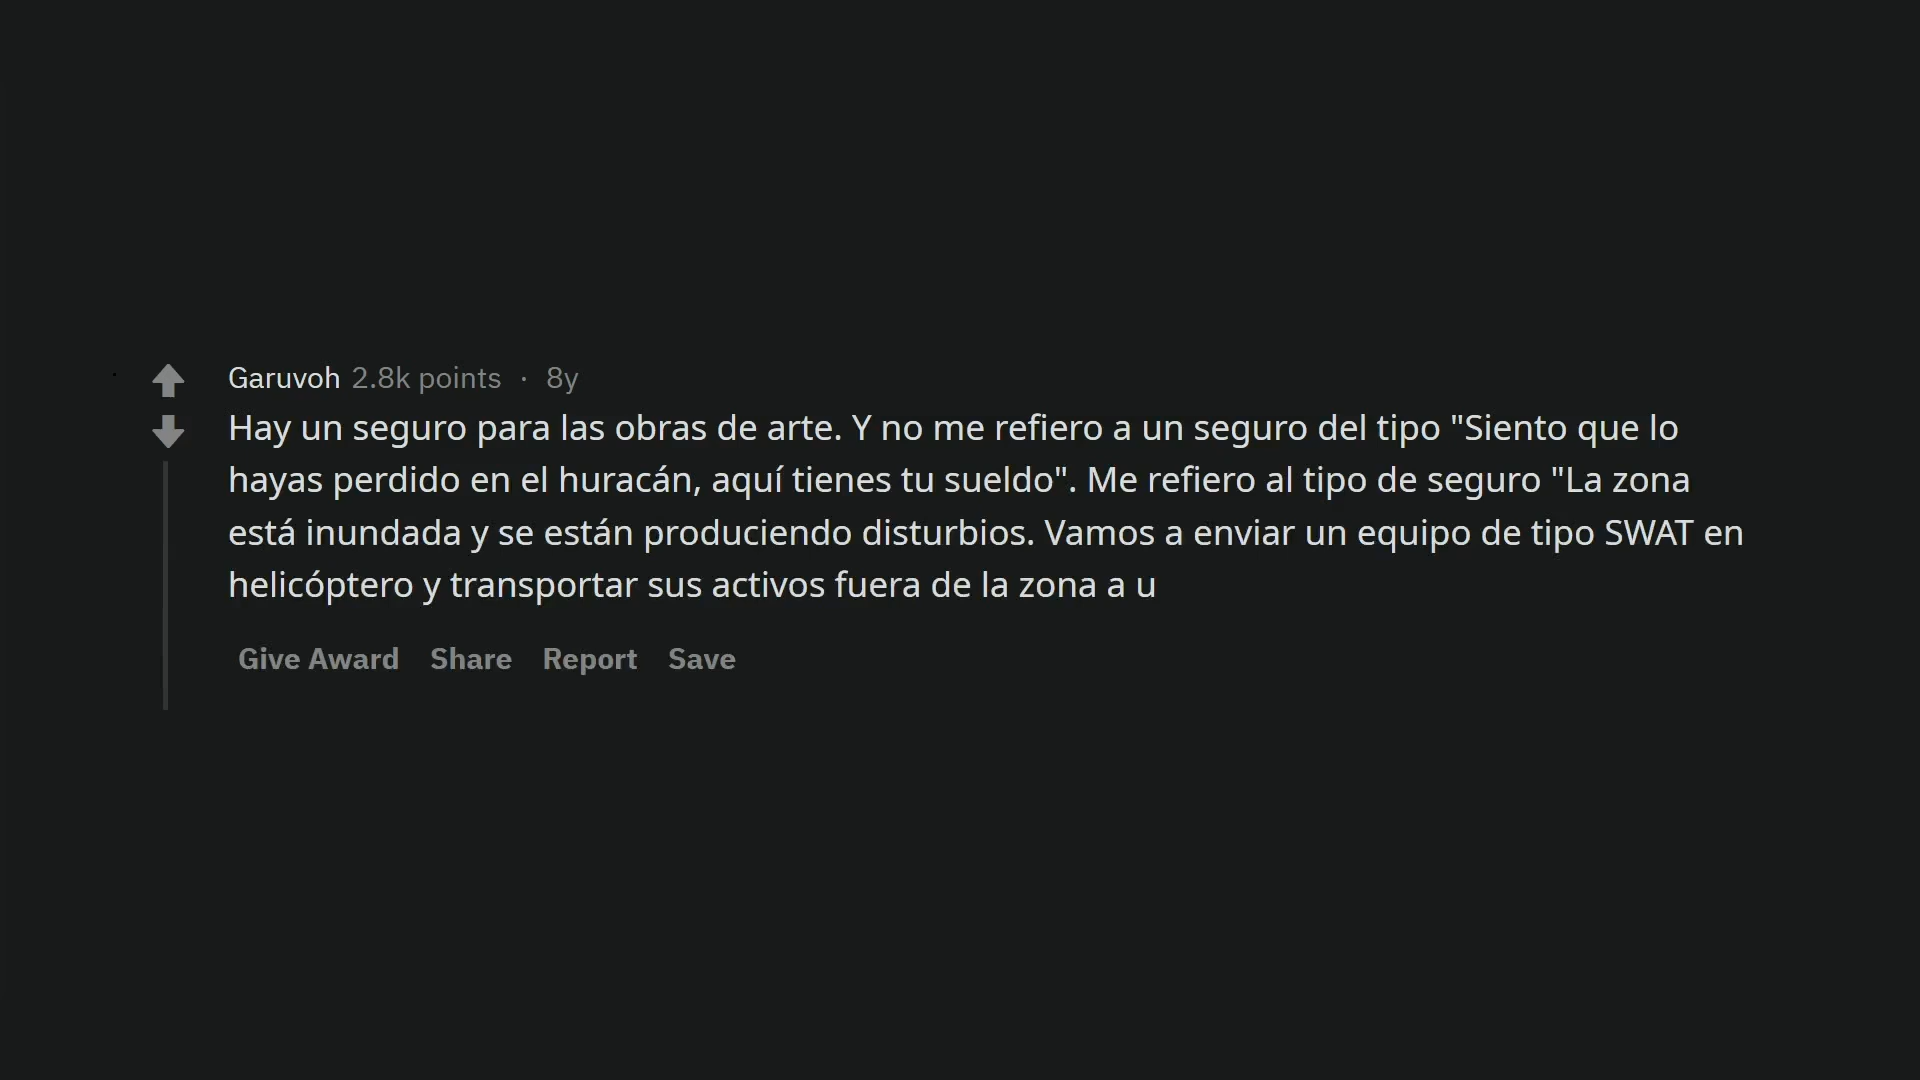 Garuvoh 2.8k points · 8y
Hay un seguro para las obras de arte. Y no me refiero a un seguro del tipo "Siento que lo
hayas perdido en el huracán, aquí tienes tu sueldo". Me refiero al tipo de seguro "La zona
está inundada y se están produciendo disturbios. Vamos a enviar un equipo de tipo SWAT en
helicóptero y transportar sus activos fuera de la zona a u
Give Award Share Report Save